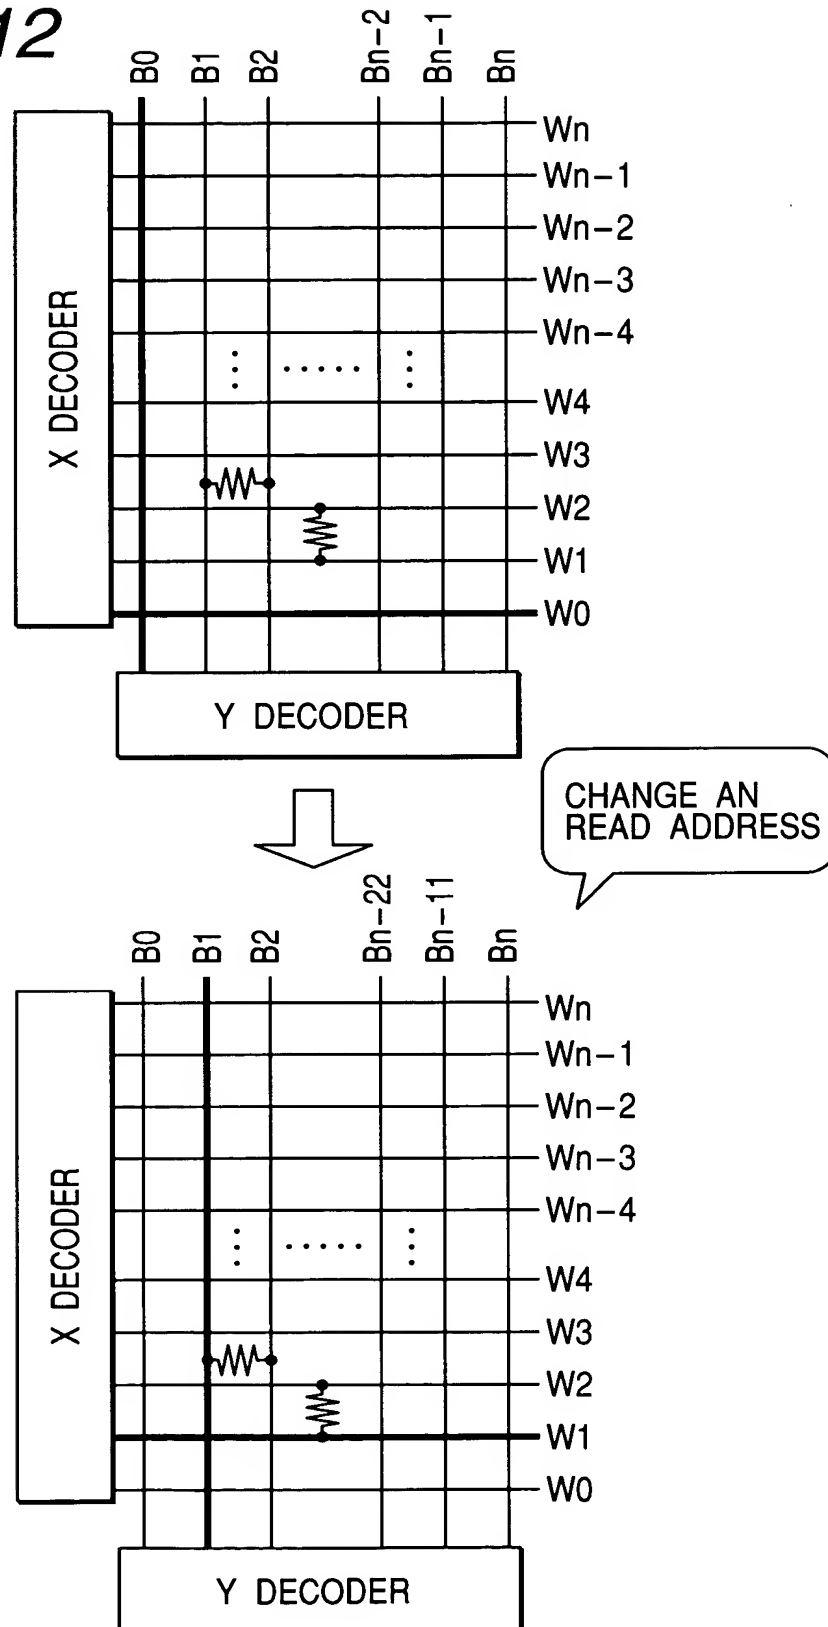 12
B0 B1 B2 Bn-2 Bn-1 Bn
X DECODER
Wn
Wn-1
Wn-2
Wn-3
Wn-4
W4
W3
W2
W1
W0
Y DECODER
CHANGE AN
READ ADDRESS
B0 B1 B2 Bn-22 Bn-11 Bn
X DECODER
Wn
Wn-1
Wn-2
Wn-3
Wn-4
W4
W3
W2
W1
W0
Y DECODER